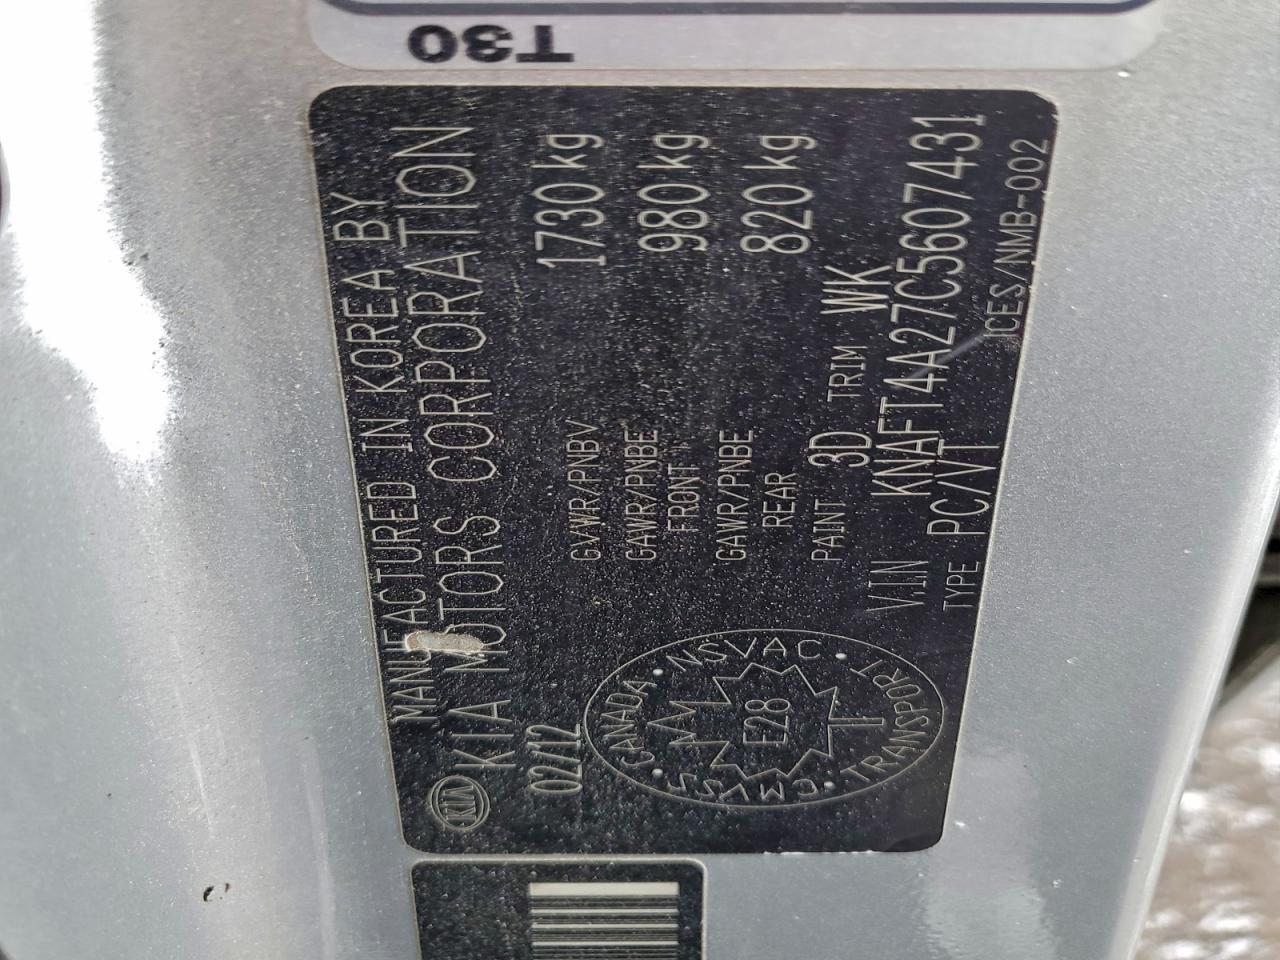 T30
MANUFACTURED IN KOREA BY
KIA KIA MOTORS CORPORATION
02/12
GVWR/PNBV 1730 kg
GAWR/PNBE 980 kg
FRONT
GAWR/PNBE 820 kg
REAR
PAINT 3D TRIM WK
V.I.N KNAFT4A27C5607431
TYPE PC/VT
ICES/NMB-002
CANADA • NSVAC • TRANSPORT • CMVSS •
E28